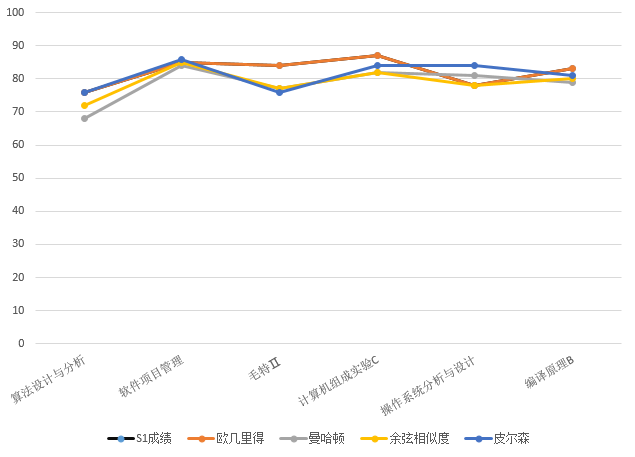 100
90
80
70
60
50
40
30
20
10
0
算法设计与分析
软件项目管理
毛特Ⅱ
计算机组成实验C
操作系统分析与设计
编译原理B
S1成绩 欧几里得 曼哈顿 余弦相似度 皮尔森